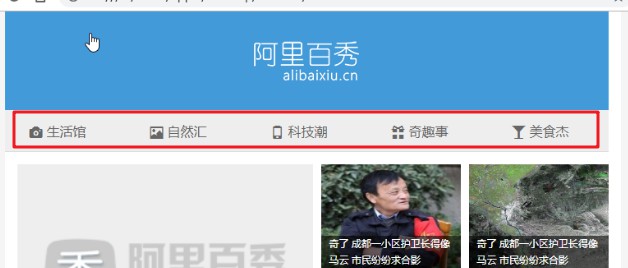 阿里百秀
alibaixiu.cn
生活馆 自然汇 科技潮 奇趣事 美食杰
阿里百秀
秀
奇了 成都一小区护卫长得像
马云 市民纷纷求合影
奇了 成都一小区护卫长得像
马云 市民纷纷求合影